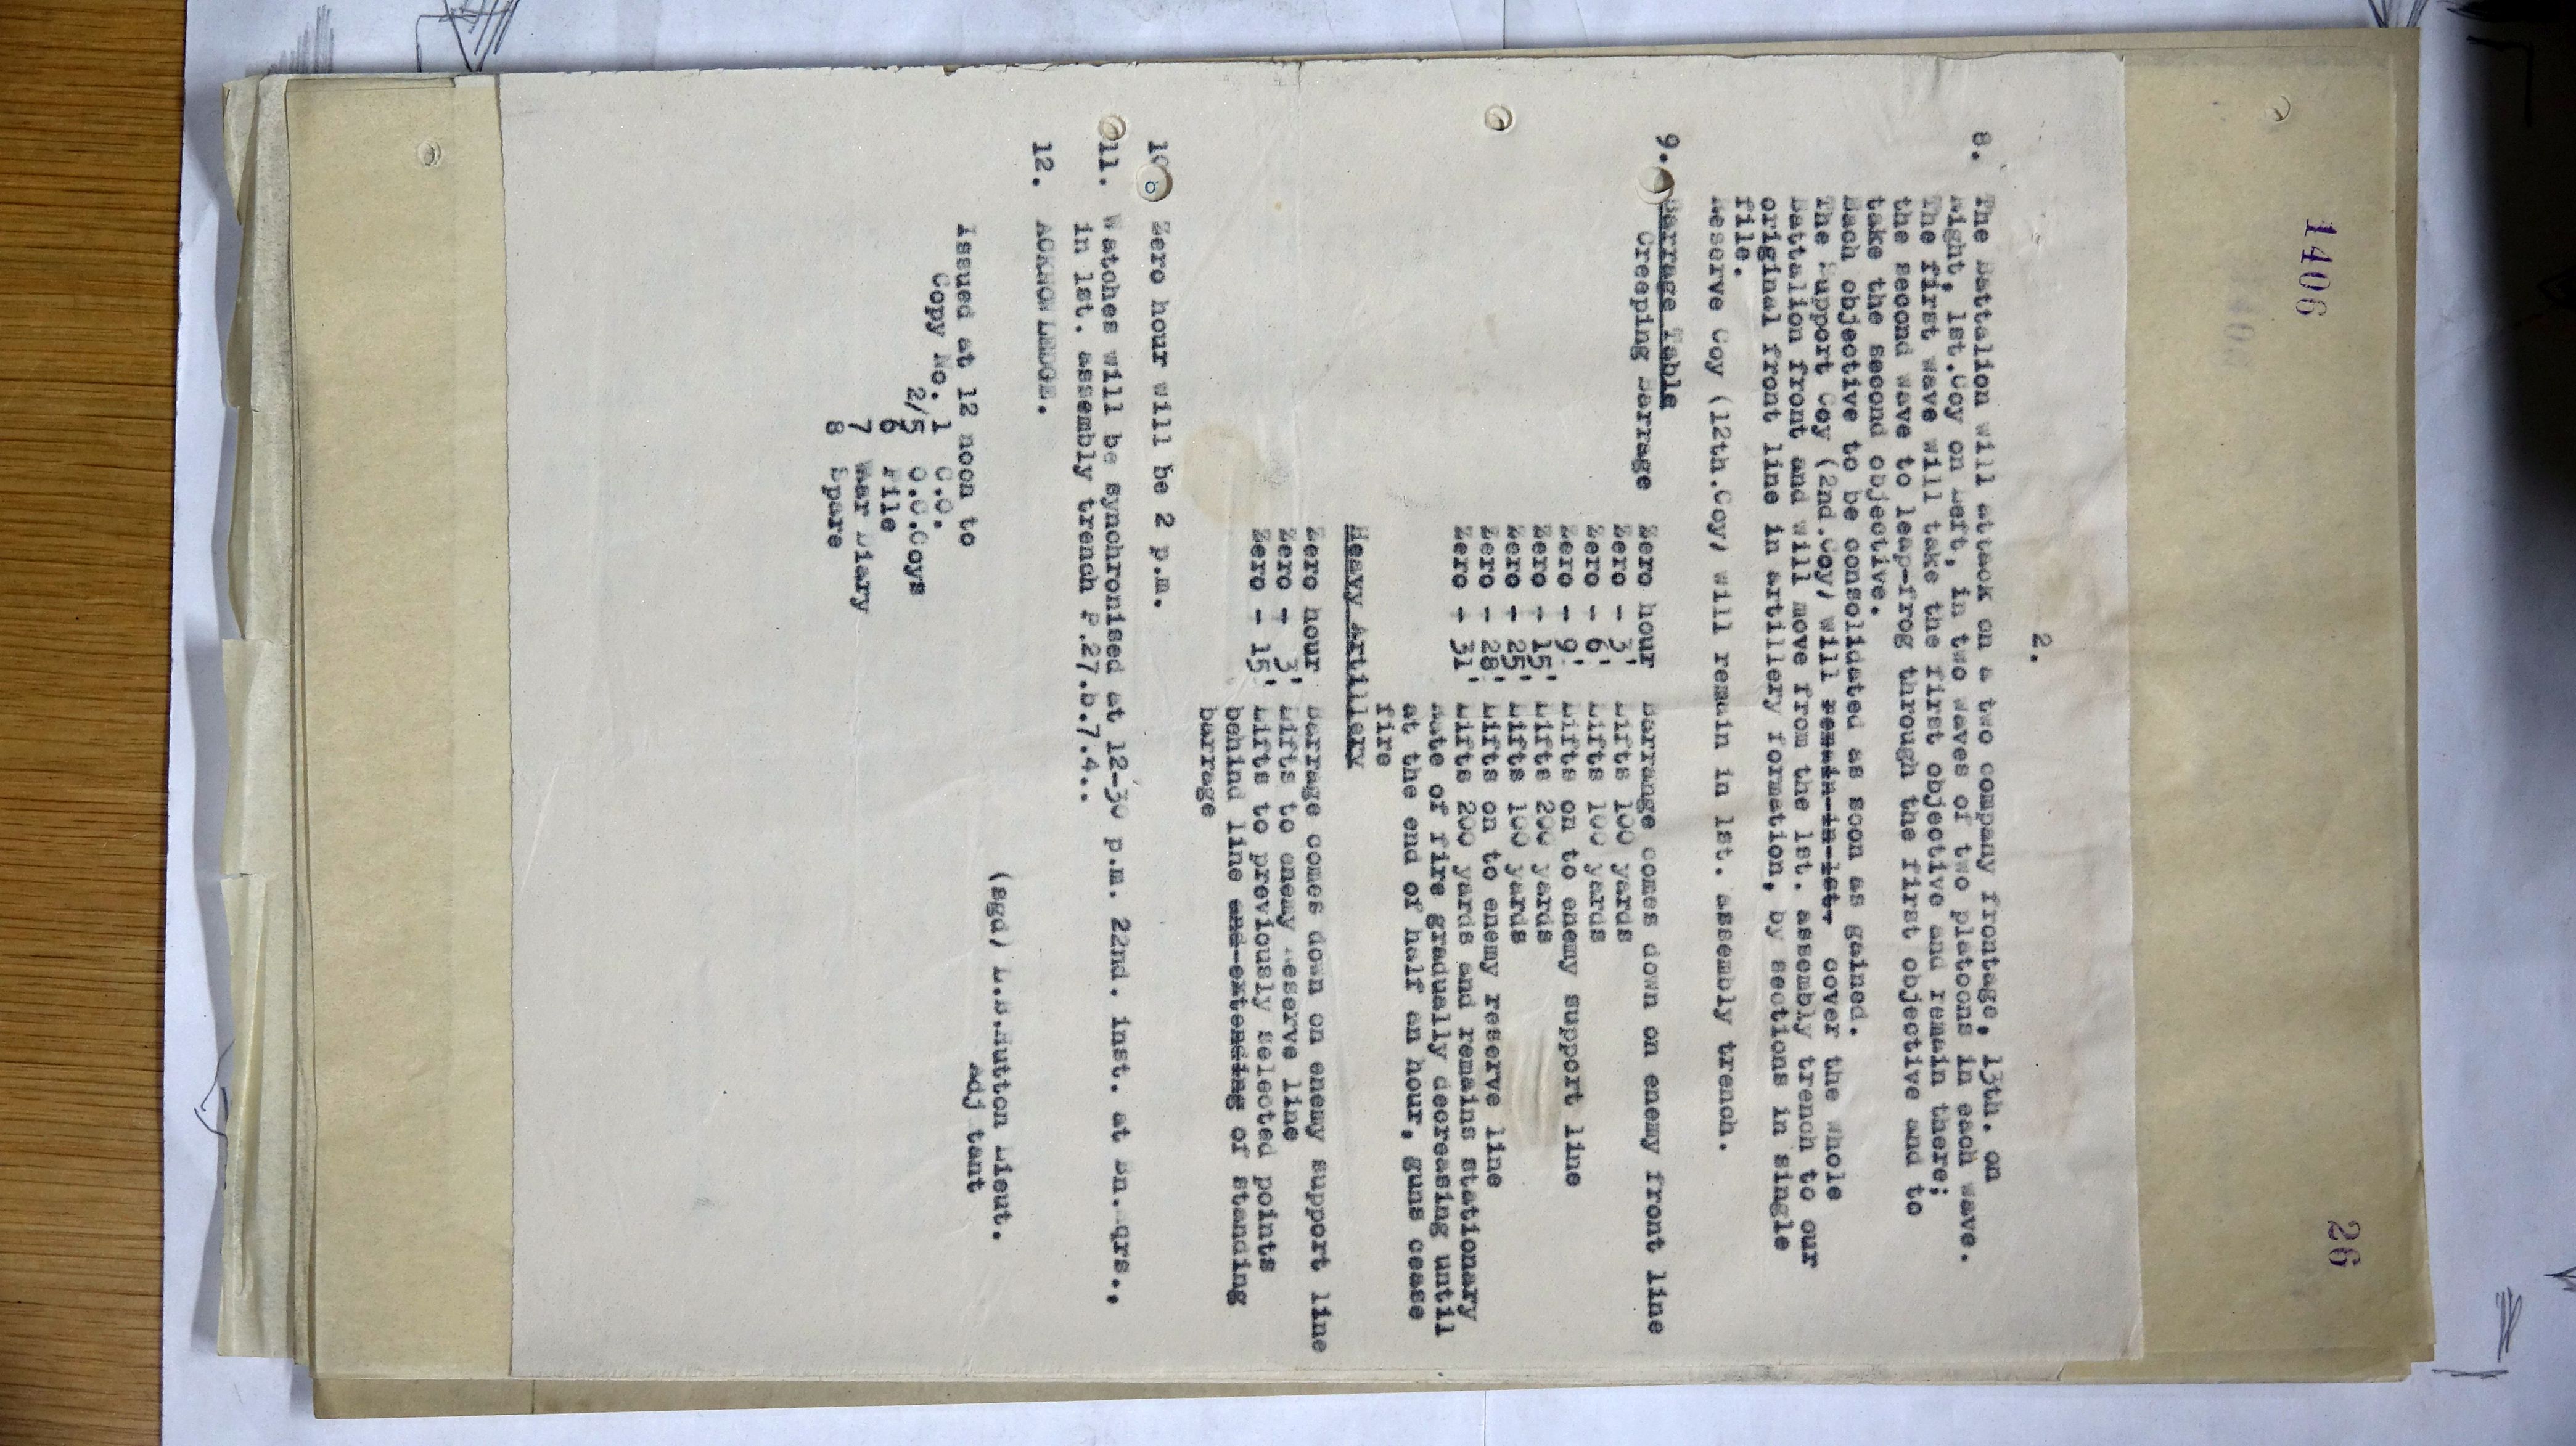 1406
26
2.
8. The Battalion will attack on a two company frontage, 13th. on
Right, 1st.Coy on Left, in two waves of two platoons in each wave.
The first wave will take the first objective and remain there;
the second wave to leap-frog through the first objective and to
take the second objective.
Each objective to be consolidated as soon as gained.
The Support Coy (2nd.Coy) will remain in 1st. cover the whole
Battalion front and will move from the 1st. assembly trench to our
original front line in artillery formation, by sections in single
file.
Reserve Coy (12th.Coy) will remain in 1st. assembly trench.
9. Barrage Table
Creeping Barrage Zero hour Barrange comes down on enemy front line
Zero + 3' Lifts 100 yards
Zero + 6' Lifts 100 yards
Zero + 9' Lifts on to enemy support line
Zero + 15' Lifts 200 yards
Zero + 25' Lifts 100 yards
Zero + 28' Lifts on to enemy reserve line
Zero + 31' Lifts 200 yards and remains stationary
Rate of fire gradually decreasing until
at the end of half an hour, guns cease
fire
Heavy Artillery
Zero hour Barrage comes down on enemy support line
Zero + 3' Lifts to enemy Reserve line
Zero + 15' Lifts to previously selected points
behind line and extending of standing
barrage
10 Zero hour will be 2 p.m.
11. Watches will be synchronised at 12-30 p.m. 22nd. inst. at Bn.Hqrs.,
in 1st. assembly trench P.27.b.7.4..
12. ACKNOWLEDGE.
(sgd) L.B.Hutton Lieut.
Adjtant
Issued at 12 noon to
Copy No. 1 C.O.
2/5 O.C.Coys
6 File
7 War Diary
8 Spare